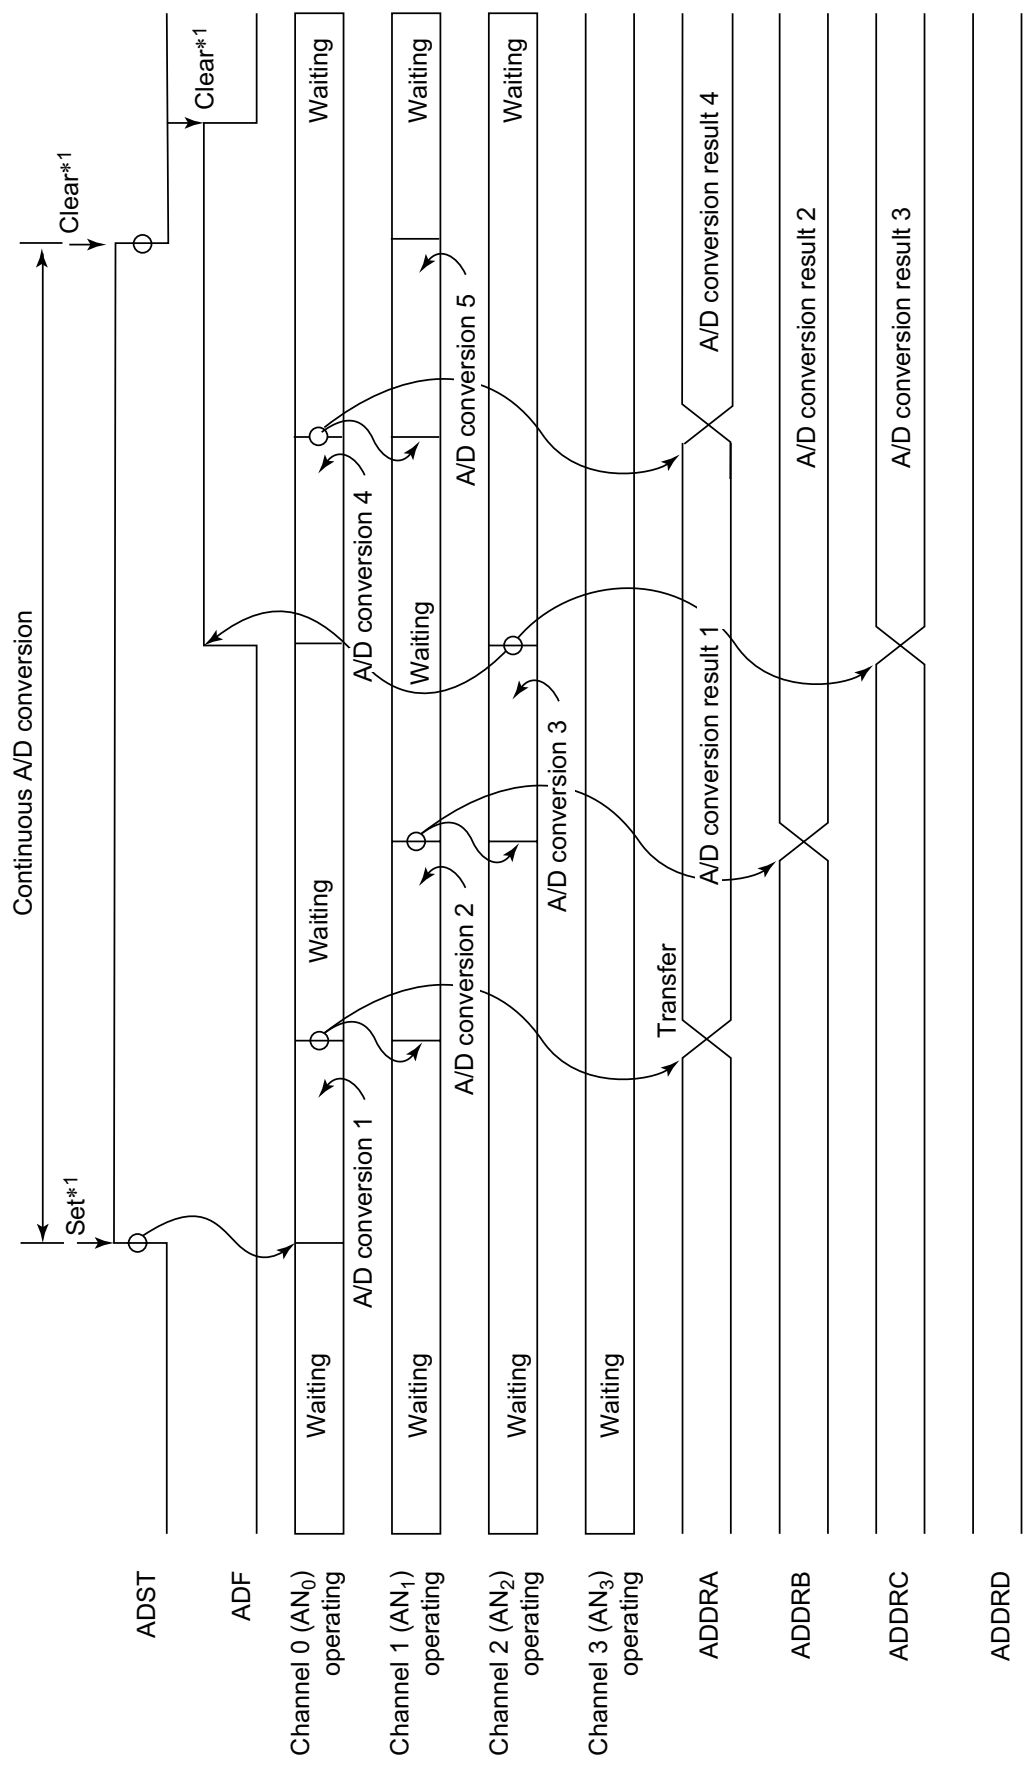 Continuous A/D conversion
Set*1
Clear*1
ADST
Clear*1
ADF
Channel 0 (AN0)
operating
Waiting
A/D conversion 1
Waiting
A/D conversion 4
Waiting
Channel 1 (AN1)
operating
Waiting
A/D conversion 2
Waiting
A/D conversion 5
Waiting
Channel 2 (AN2)
operating
Waiting
A/D conversion 3
Waiting
Channel 3 (AN3)
operating
Waiting
Transfer
ADDRA
A/D conversion result 1
A/D conversion result 4
ADDRB
A/D conversion result 2
ADDRC
A/D conversion result 3
ADDRD